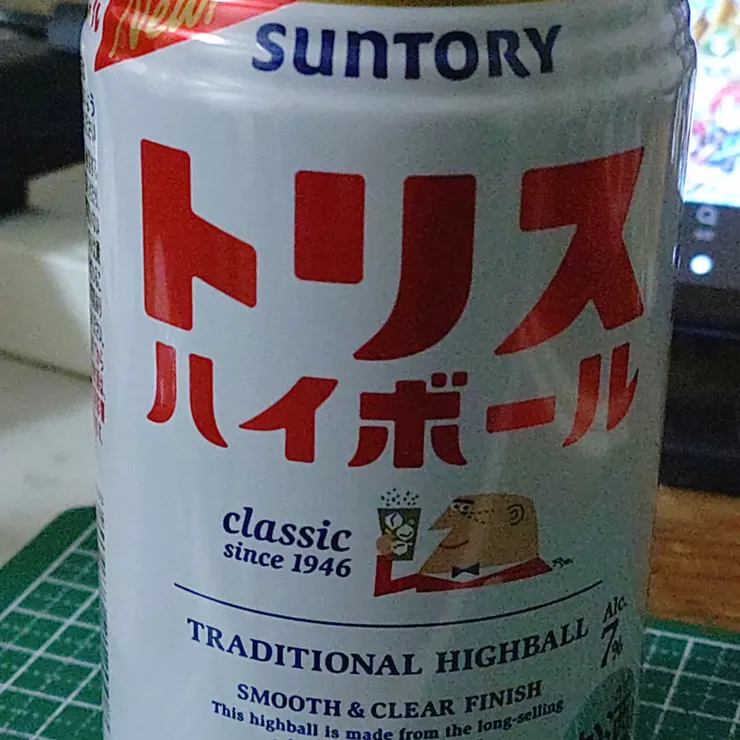 New
SUNTORY
トリス
ハイボール
classic
since 1946
TRADITIONAL HIGHBALL
Alc.
7%
SMOOTH & CLEAR FINISH
This highball is made from the long-selling